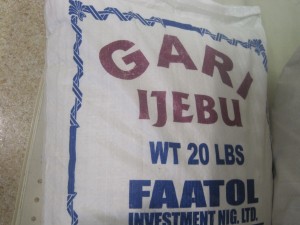 GARI
IJEBU
WT 20 LBS
FAATOL
INVESTMENT NIG. LTD.